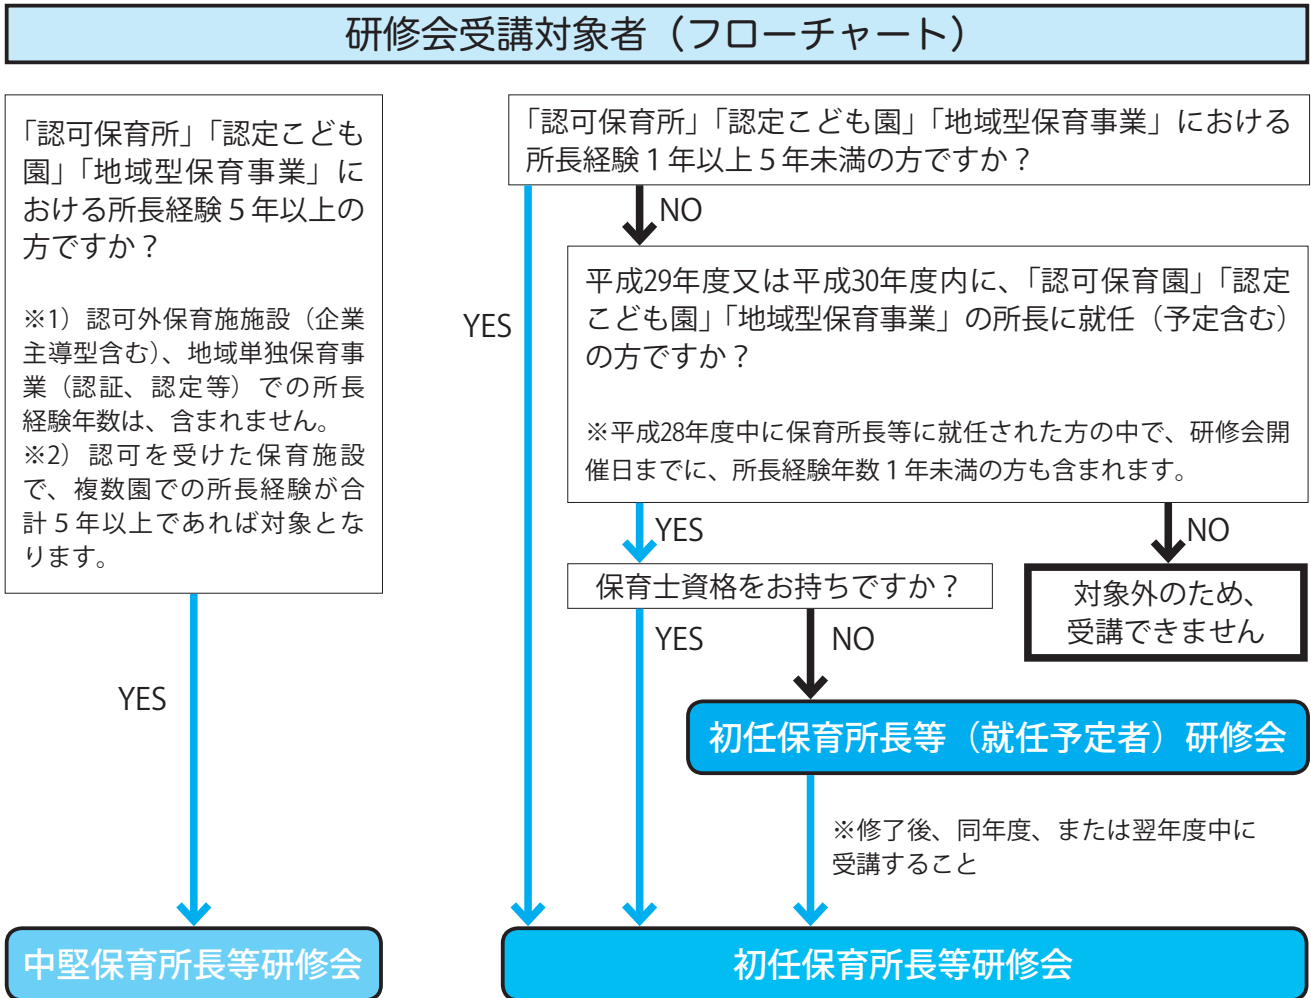 研修会受講対象者（フローチャート）
「認可保育所」「認定こども
園」「地域型保育事業」に
おける所長経験５年以上の
方ですか？
※1）認可外保育施施設（企業
主導型含む）、地域単独保育事
業（認証、認定等）での所長
経験年数は、含まれません。
※2）認可を受けた保育施設
で、複数園での所長経験が合
計５年以上であれば対象とな
ります。
YES
中堅保育所長等研修会
「認可保育所」「認定こども園」「地域型保育事業」における
所長経験１年以上５年未満の方ですか？
NO
YES
平成29年度又は平成30年度内に、「認可保育園」「認定
こども園」「地域型保育事業」の所長に就任（予定含む）
の方ですか？
※平成28年度中に保育所長等に就任された方の中で、研修会開
催日までに、所長経験年数１年未満の方も含まれます。
YES
NO
保育士資格をお持ちですか？
対象外のため、
受講できません
YES
NO
初任保育所長等（就任予定者）研修会
※修了後、同年度、または翌年度中に
受講すること
初任保育所長等研修会